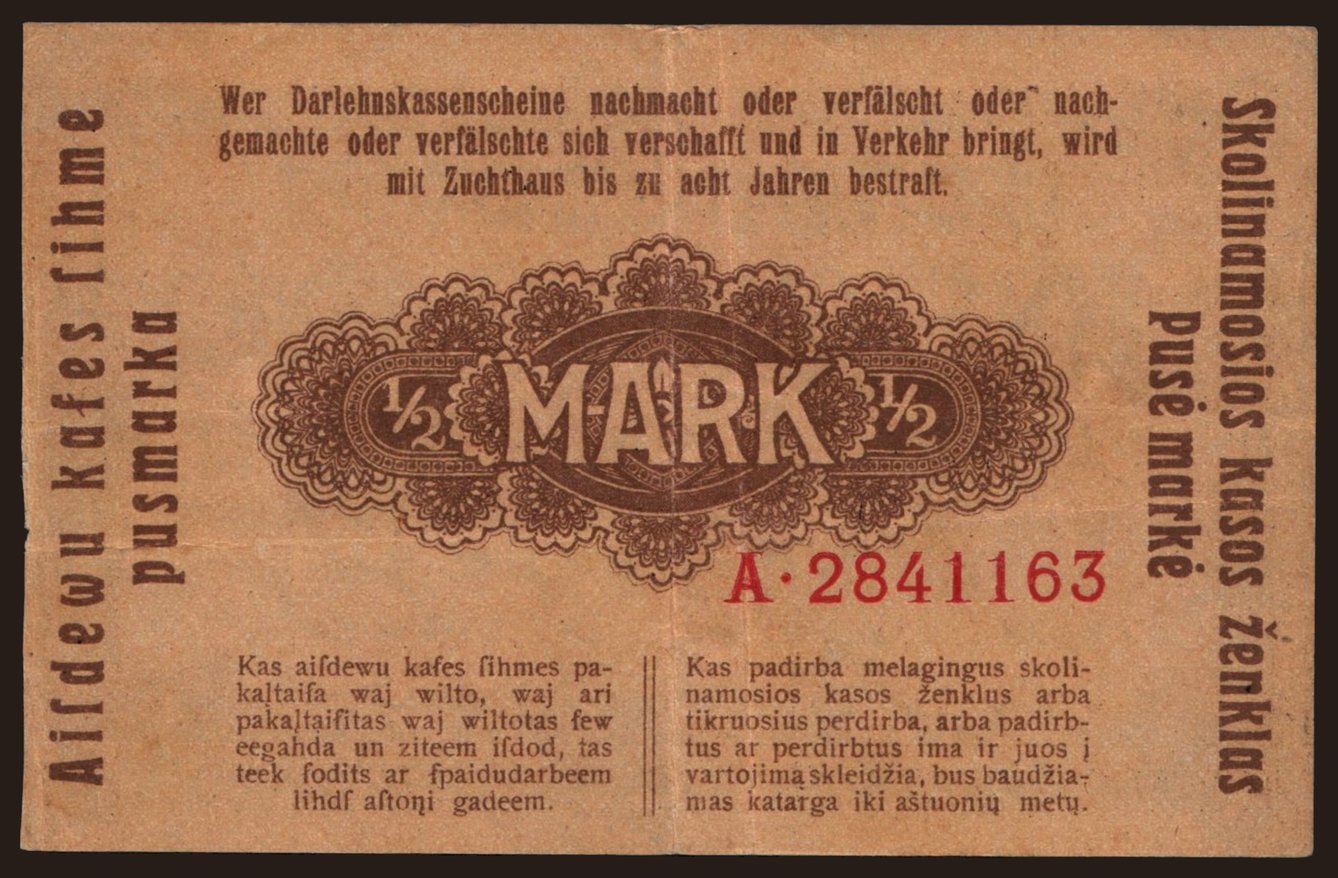 Wer Darlehnskassenscheine nachmacht oder verfälscht oder nach-
gemachte oder verfälschte sich verschafft und in Verkehr bringt, wird
mit Zuchthaus bis zu acht Jahren bestraft.
Aiſdewu kaſes ſihme
pusmarka
½ MARK ½
Skolinamosios kasos ženklas
Pusė markė
A·2841163
Kas aiſdewu kaſes ſihmes pa-
kaļtaiſa waj wilto, waj ari
pakaļtaiſitas waj wiltotas ſew
eegahda un ziteem iſdod, tas
teek ſodits ar ſpaidudarbeem
lihdſ aſtoņi gadeem.
Kas padirba melagingus skoli-
namosios kasos ženklus arba
tikruosius perdirba, arba padirb-
tus ar perdirbtus ima ir juos į
vartojimą skleidžia, bus baudžia-
mas katarga iki aštuonių metų.